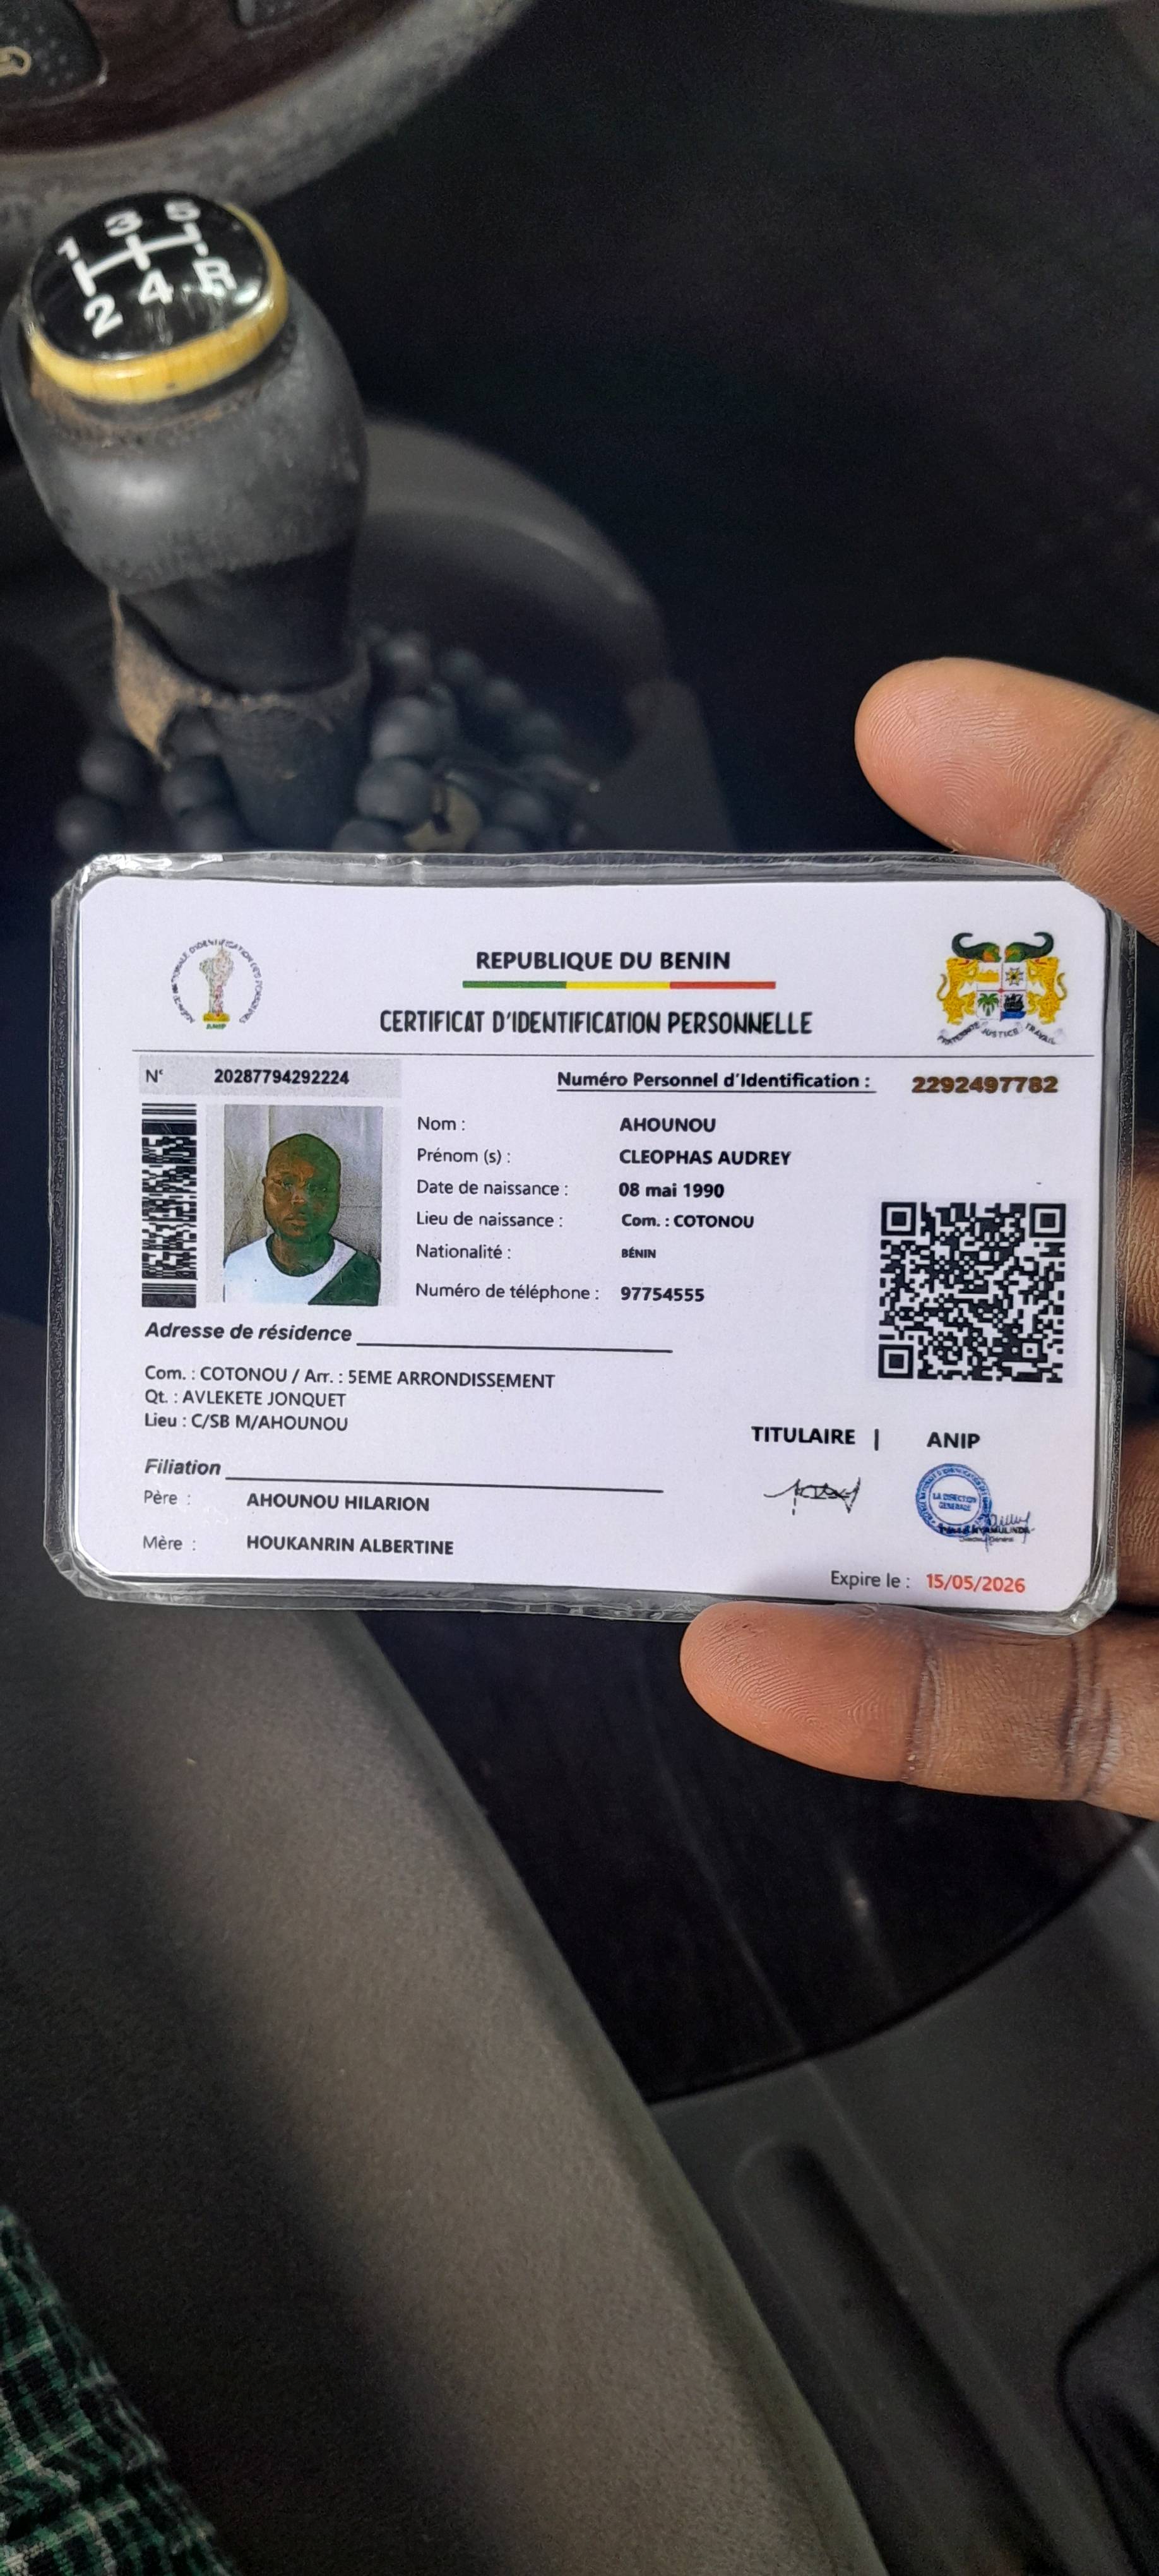 1 3 5
2 4 R
AGENCE NATIONALE D'IDENTIFICATION DES PERSONNES
ANIP
REPUBLIQUE DU BENIN
CERTIFICAT D'IDENTIFICATION PERSONNELLE
FRATERNITE JUSTICE TRAVAIL
N° 20287794292224
Numéro Personnel d'Identification : 2292497782
Nom : AHOUNOU
Prénom (s) : CLEOPHAS AUDREY
Date de naissance : 08 mai 1990
Lieu de naissance : Com. : COTONOU
Nationalité : BÉNIN
Numéro de téléphone : 97754555
Adresse de résidence
Com. : COTONOU / Arr. : 5EME ARRONDISSEMENT
Qt. : AVLEKETE JONQUET
Lieu : C/SB M/AHOUNOU
TITULAIRE | ANIP
LA DIRECTION
GENERALE
Directeur Général
Filiation
Père : AHOUNOU HILARION
Mère : HOUKANRIN ALBERTINE
Expire le : 15/05/2026